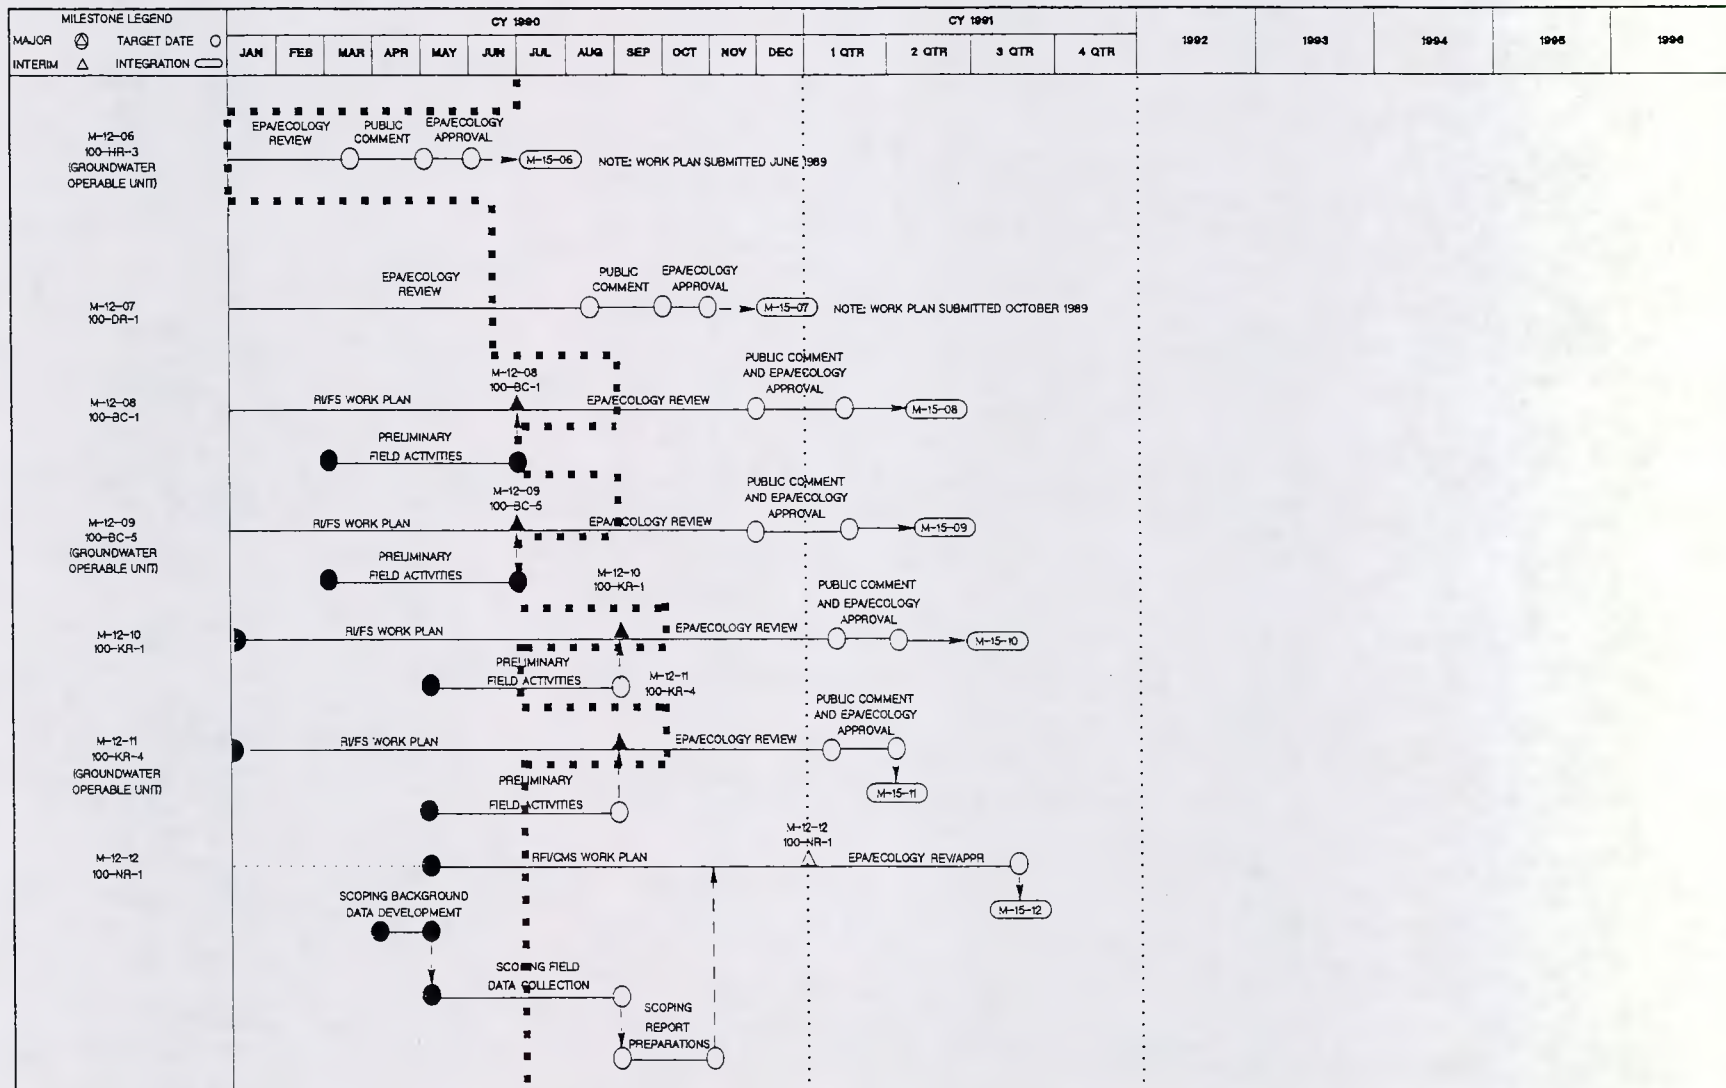 MILESTONE LEGEND
MAJOR TARGET DATE
INTERIM INTEGRATION
CY 1990
CY 1991
JAN FEB MAR APR MAY JUN JUL AUG SEP OCT NOV DEC 1 QTR 2 QTR 3 QTR 4 QTR 1992 1993 1994 1995 1996
M-12-06
100-HR-3
(GROUNDWATER
OPERABLE UNIT)
EPA/ECOLOGY
REVIEW
PUBLIC
COMMENT
EPA/ECOLOGY
APPROVAL
M-15-06
NOTE: WORK PLAN SUBMITTED JUNE 1989
M-12-07
100-DR-1
EPA/ECOLOGY
REVIEW
PUBLIC
COMMENT
EPA/ECOLOGY
APPROVAL
M-15-07
NOTE: WORK PLAN SUBMITTED OCTOBER 1989
M-12-08
100-BC-1
RI/FS WORK PLAN
M-12-08
100-BC-1
EPA/ECOLOGY REVIEW
PUBLIC COMMENT
AND EPA/ECOLOGY
APPROVAL
M-15-08
PRELIMINARY
FIELD ACTIVITIES
M-12-09
100-BC-5
(GROUNDWATER
OPERABLE UNIT)
RI/FS WORK PLAN
M-12-09
100-BC-5
EPA/ECOLOGY REVIEW
PUBLIC COMMENT
AND EPA/ECOLOGY
APPROVAL
M-15-09
PRELIMINARY
FIELD ACTIVITIES
M-12-10
100-KR-1
RI/FS WORK PLAN
M-12-10
100-KR-1
EPA/ECOLOGY REVIEW
PUBLIC COMMENT
AND EPA/ECOLOGY
APPROVAL
M-15-10
PRELIMINARY
FIELD ACTIVITIES
M-12-11
100-KR-4
(GROUNDWATER
OPERABLE UNIT)
RI/FS WORK PLAN
M-12-11
100-KR-4
EPA/ECOLOGY REVIEW
PUBLIC COMMENT
AND EPA/ECOLOGY
APPROVAL
M-15-11
PRELIMINARY
FIELD ACTIVITIES
M-12-12
100-NR-1
RFI/CMS WORK PLAN
M-12-12
100-NR-1
EPA/ECOLOGY REV/APPR
M-15-12
SCOPING BACKGROUND
DATA DEVELOPMEMT
SCOPING FIELD
DATA COLLECTION
SCOPING
REPORT
PREPARATIONS